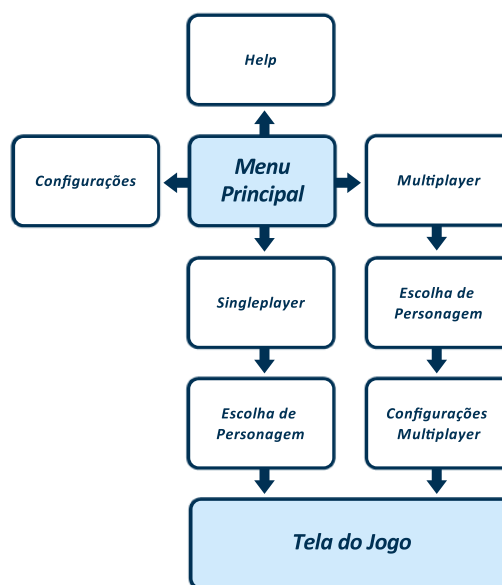 Help
Configurações
Menu
Principal
Multiplayer
Singleplayer
Escolha de
Personagem
Escolha de
Personagem
Configurações
Multiplayer
Tela do Jogo